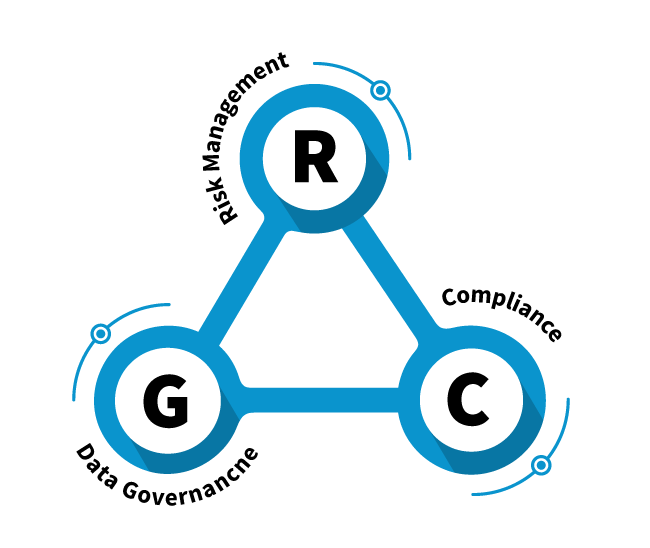 Risk Management
R
Compliance
G
C
Data Governancne